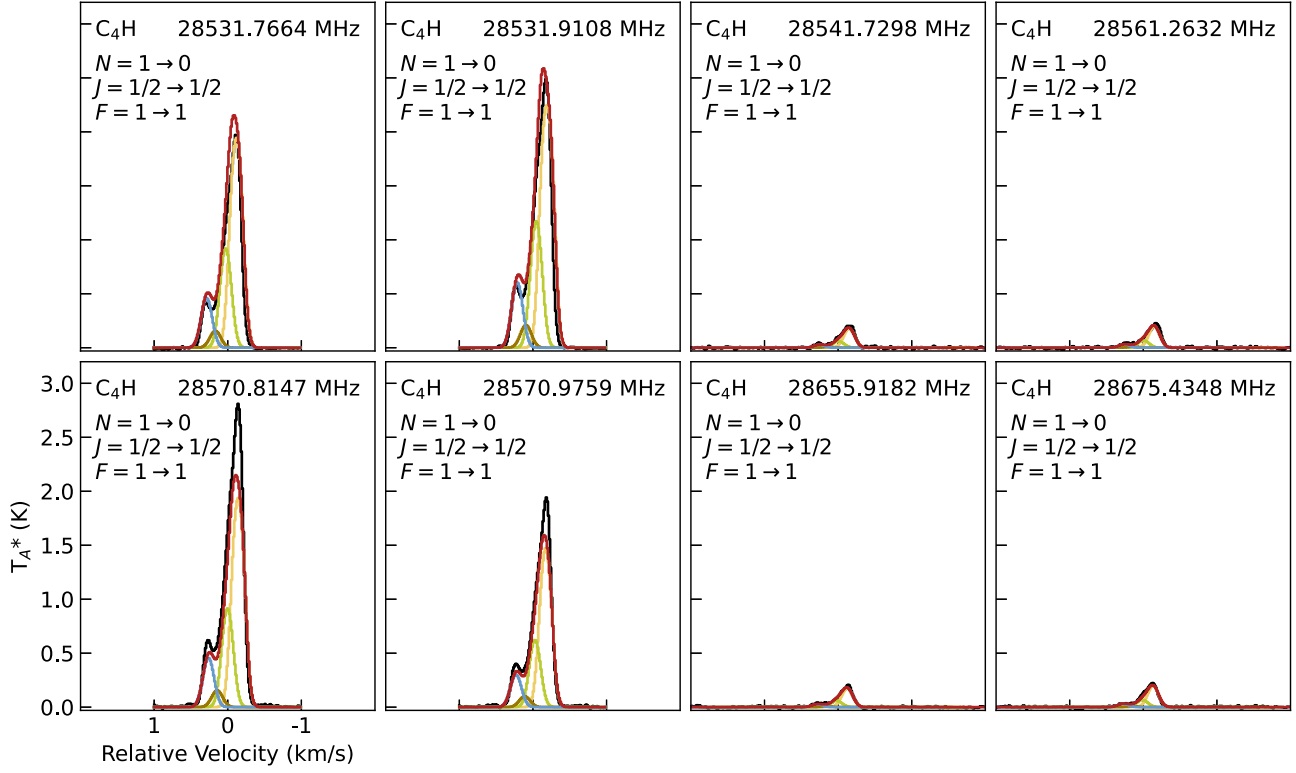 C₄H 28531.7664 MHz
N = 1 → 0
J = 1/2 → 1/2
F = 1 → 1
C₄H 28531.9108 MHz
N = 1 → 0
J = 1/2 → 1/2
F = 1 → 1
C₄H 28541.7298 MHz
N = 1 → 0
J = 1/2 → 1/2
F = 1 → 1
C₄H 28561.2632 MHz
N = 1 → 0
J = 1/2 → 1/2
F = 1 → 1
C₄H 28570.8147 MHz
N = 1 → 0
J = 1/2 → 1/2
F = 1 → 1
C₄H 28570.9759 MHz
N = 1 → 0
J = 1/2 → 1/2
F = 1 → 1
C₄H 28655.9182 MHz
N = 1 → 0
J = 1/2 → 1/2
F = 1 → 1
C₄H 28675.4348 MHz
N = 1 → 0
J = 1/2 → 1/2
F = 1 → 1
3.0
2.5
2.0
1.5
1.0
0.5
0.0
T_A* (K)
1 0 -1
Relative Velocity (km/s)